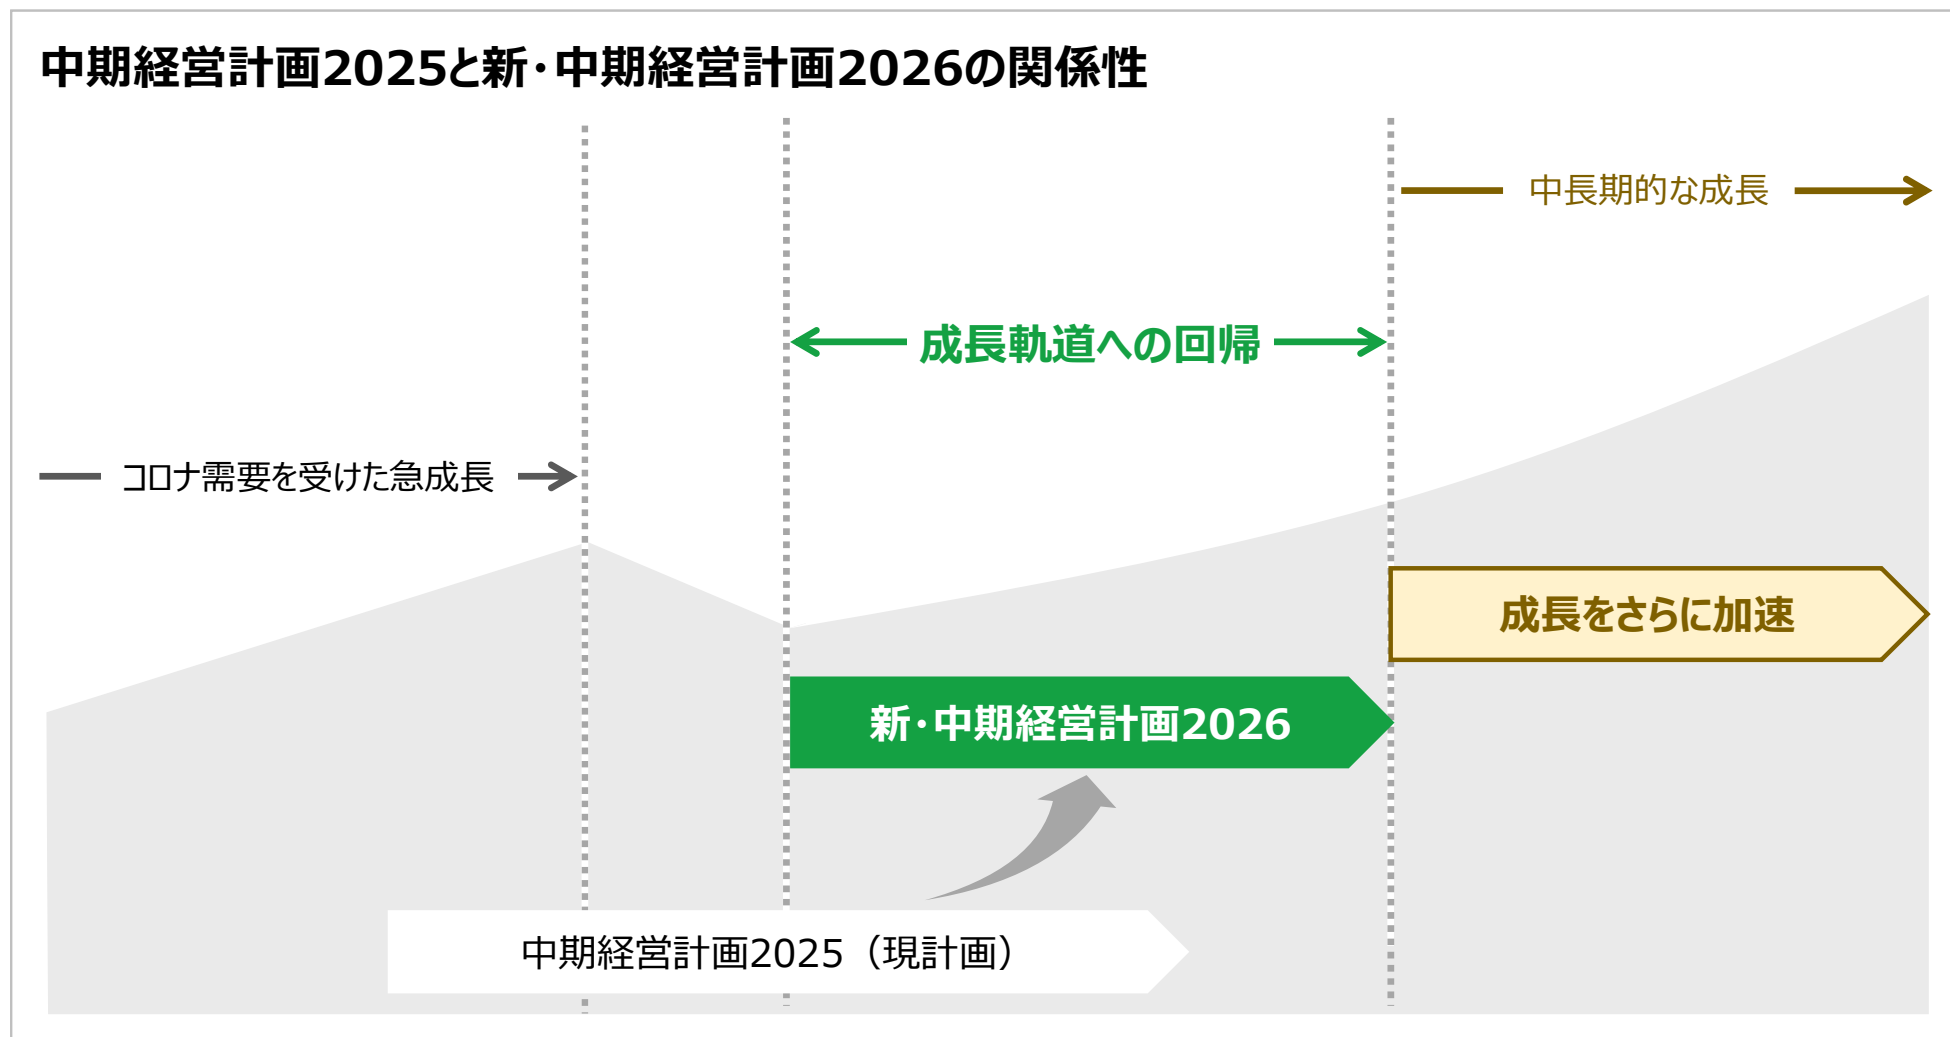 中期経営計画2025と新・中期経営計画2026の関係性
中長期的な成長
成長軌道への回帰
コロナ需要を受けた急成長
成長をさらに加速
新・中期経営計画2026
中期経営計画2025（現計画）